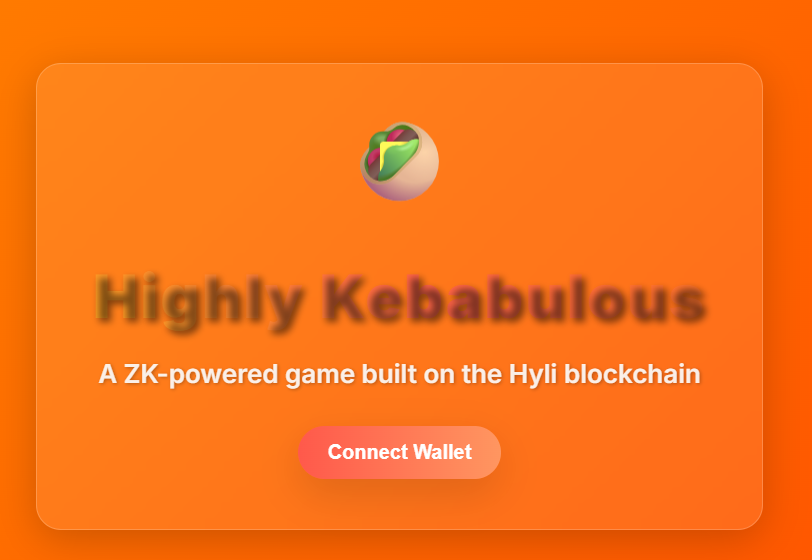 Highly Kebabulous
A ZK-powered game built on the Hyli blockchain
Connect Wallet